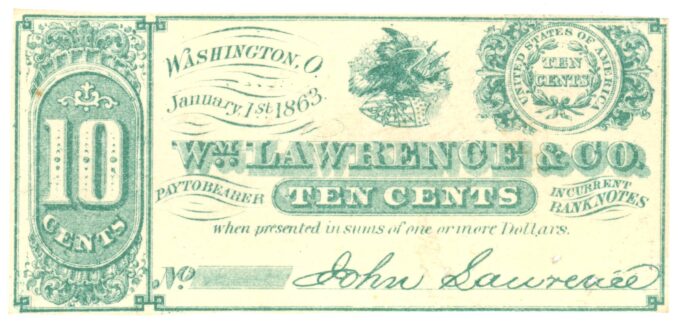 WASHINGTON, O.
January, 1st 1863.
UNITED STATES OF AMERICA
TEN
CENTS
10
CENTS
WM. LAWRENCE & CO.
PAY TO BEARER
TEN CENTS
IN CURRENT
BANK NOTES
when presented in sums of one or more Dollars.
No
John Lawrence